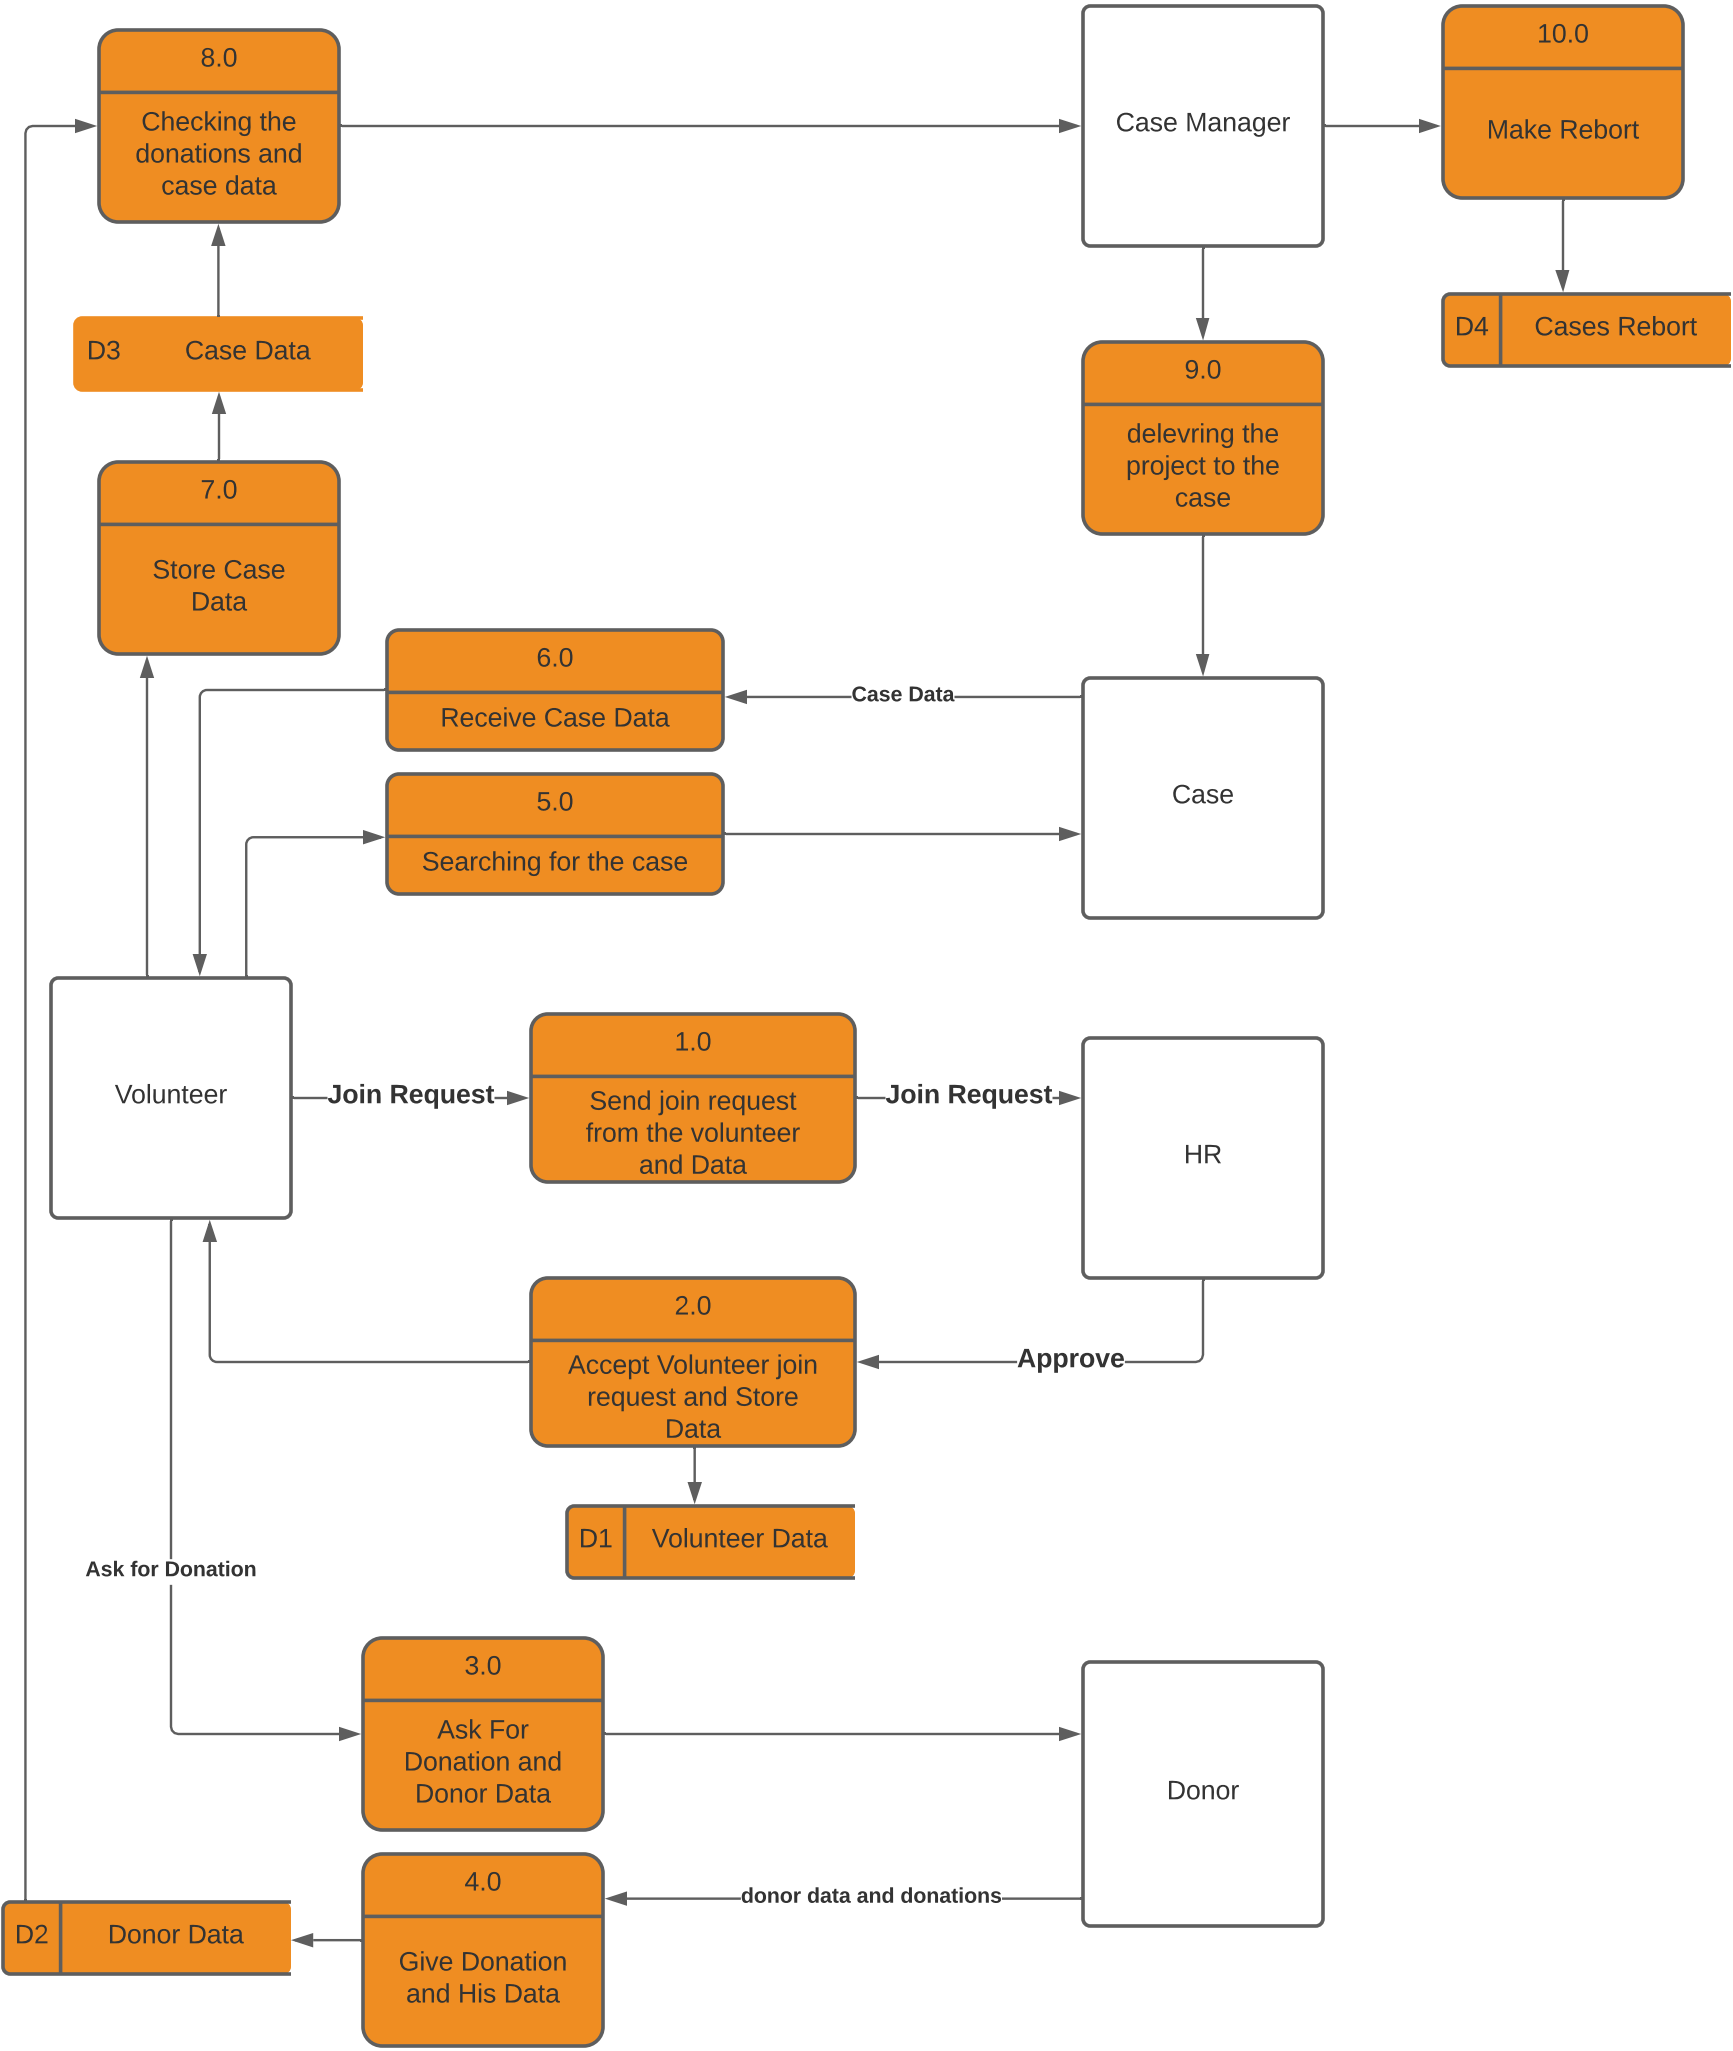 8.0
Checking the
donations and
case data
Case Manager
10.0
Make Rebort
D3
Case Data
D4
Cases Rebort
9.0
delevring the
project to the
case
7.0
Store Case
Data
6.0
Receive Case Data
Case Data
Case
5.0
Searching for the case
Volunteer
Join Request
1.0
Send join request
from the volunteer
and Data
Join Request
HR
2.0
Accept Volunteer join
request and Store
Data
Approve
D1
Volunteer Data
Ask for Donation
3.0
Ask For
Donation and
Donor Data
Donor
4.0
Give Donation
and His Data
donor data and donations
D2
Donor Data